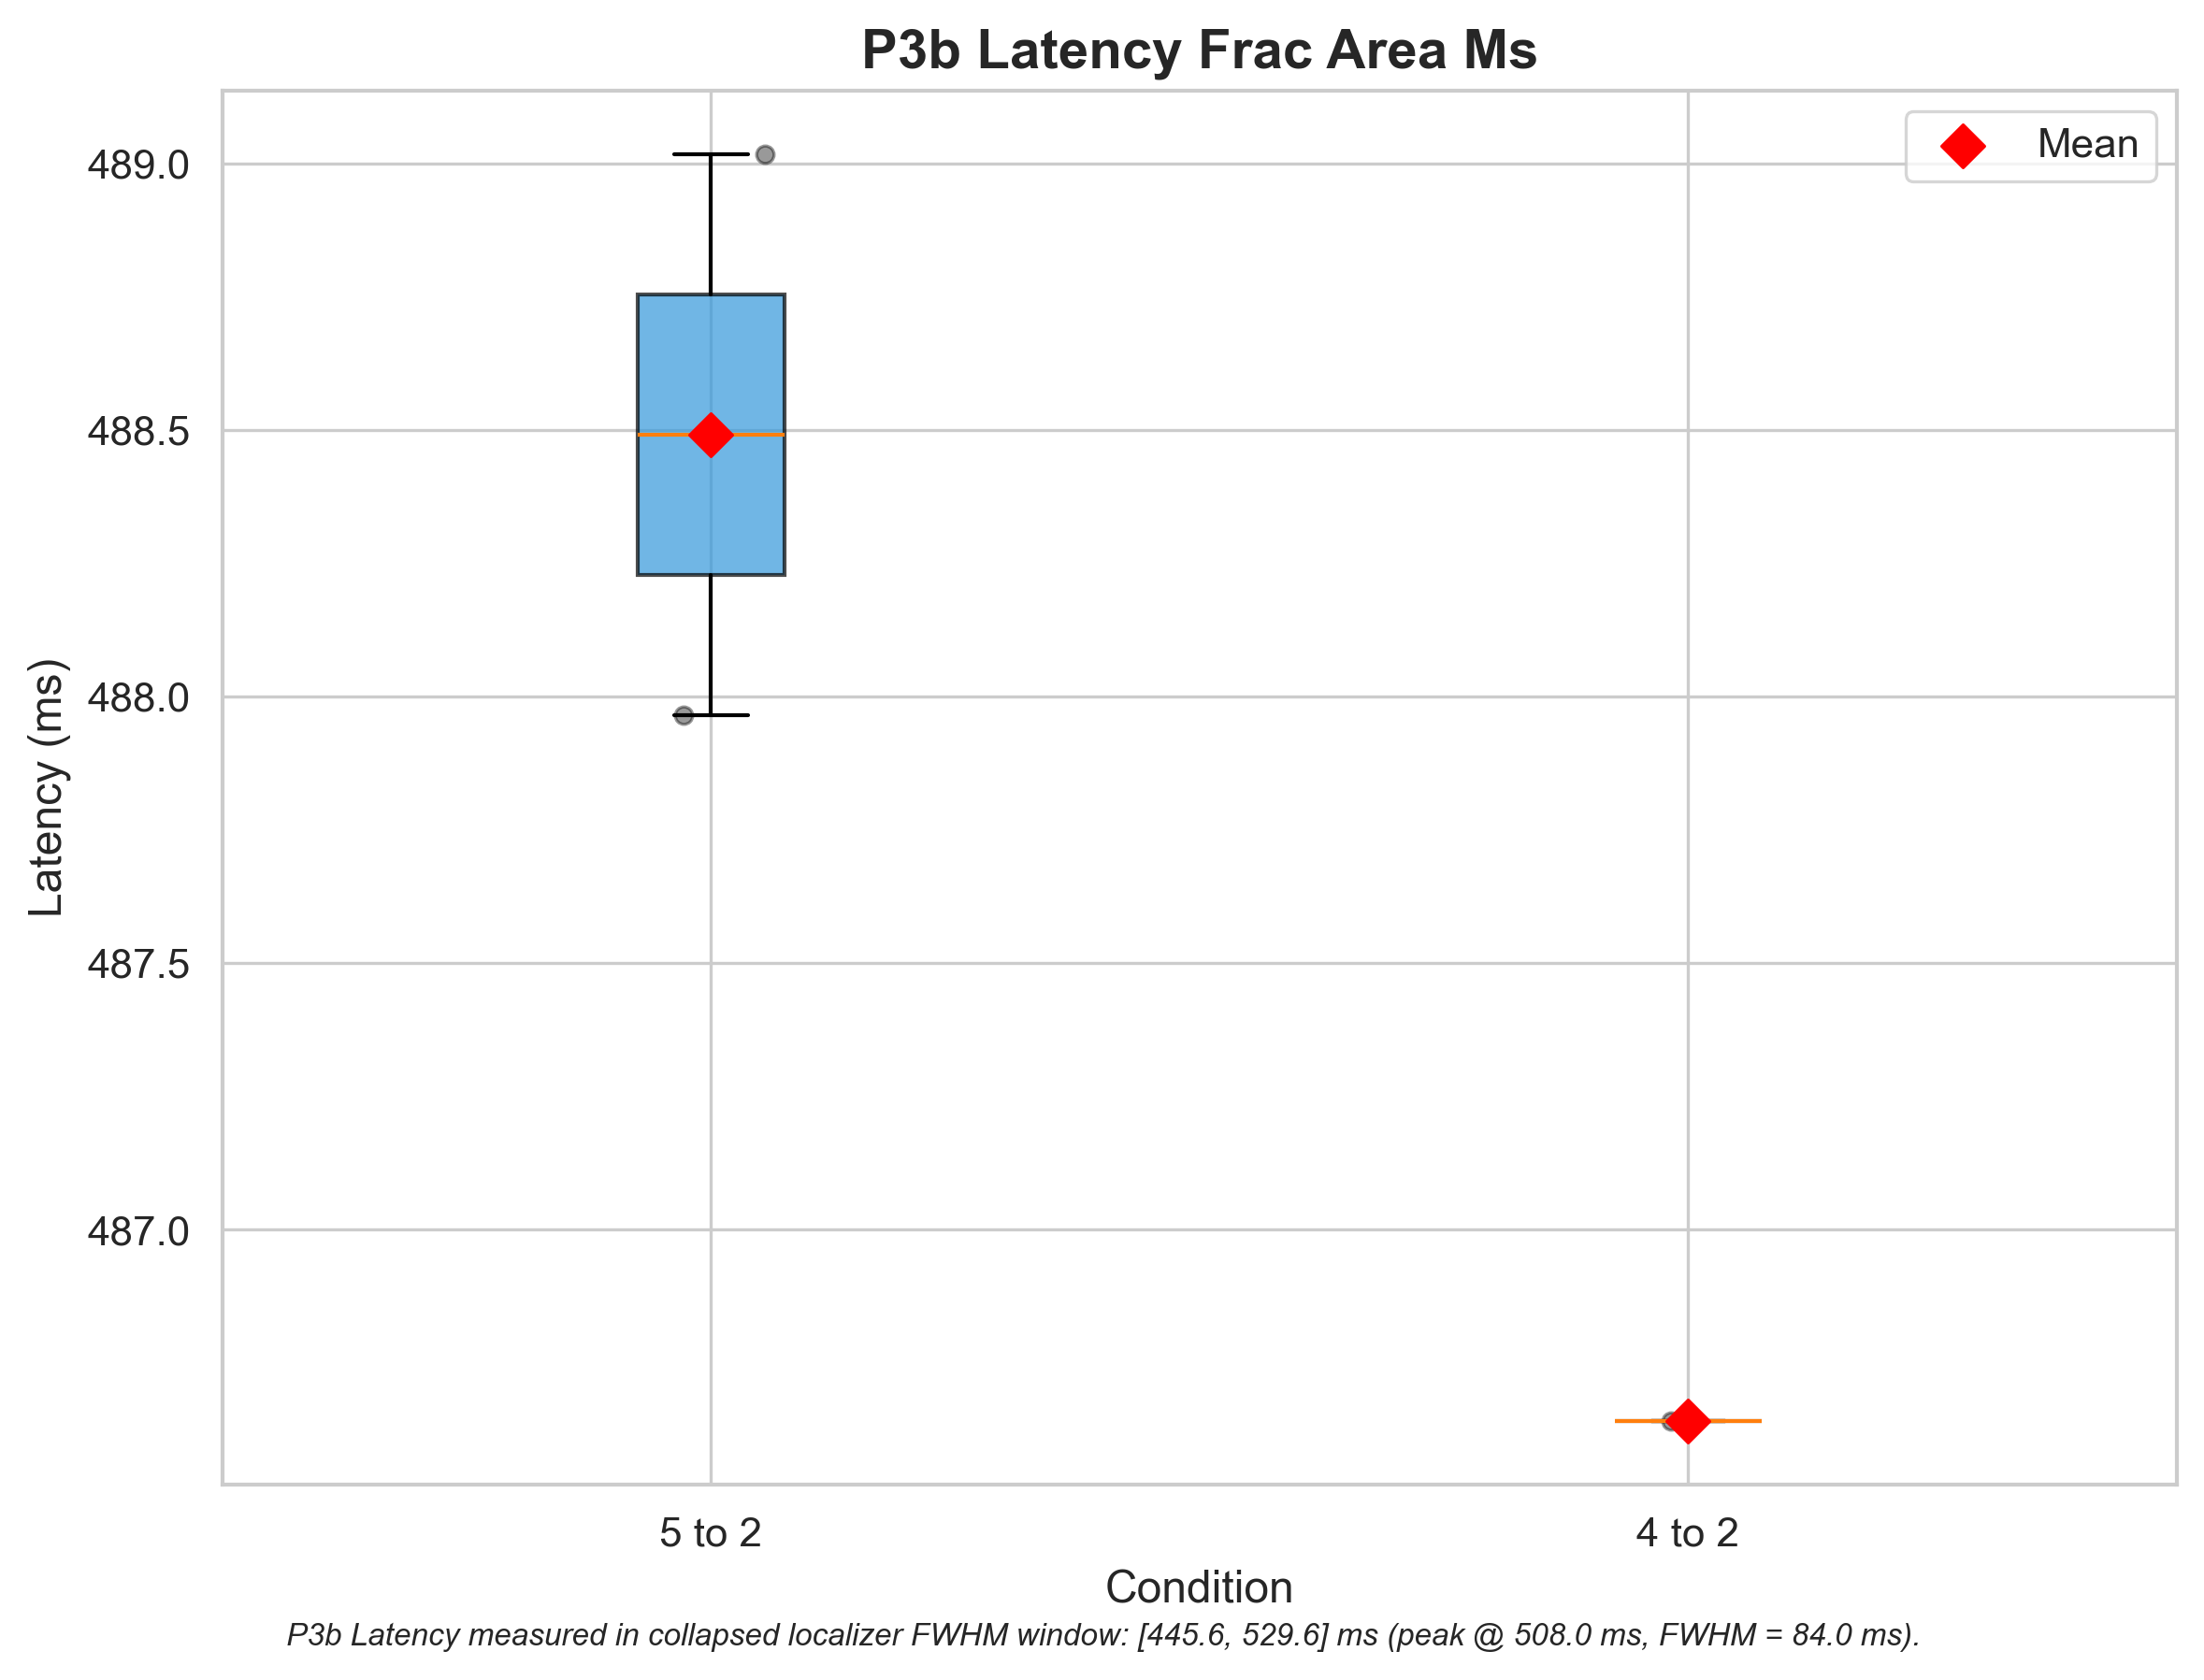 P3b Latency Frac Area Ms
Mean
489.0
488.5
488.0
487.5
487.0
Latency (ms)
5 to 2
4 to 2
Condition
P3b Latency measured in collapsed localizer FWHM window: [445.6, 529.6] ms (peak @ 508.0 ms, FWHM = 84.0 ms).